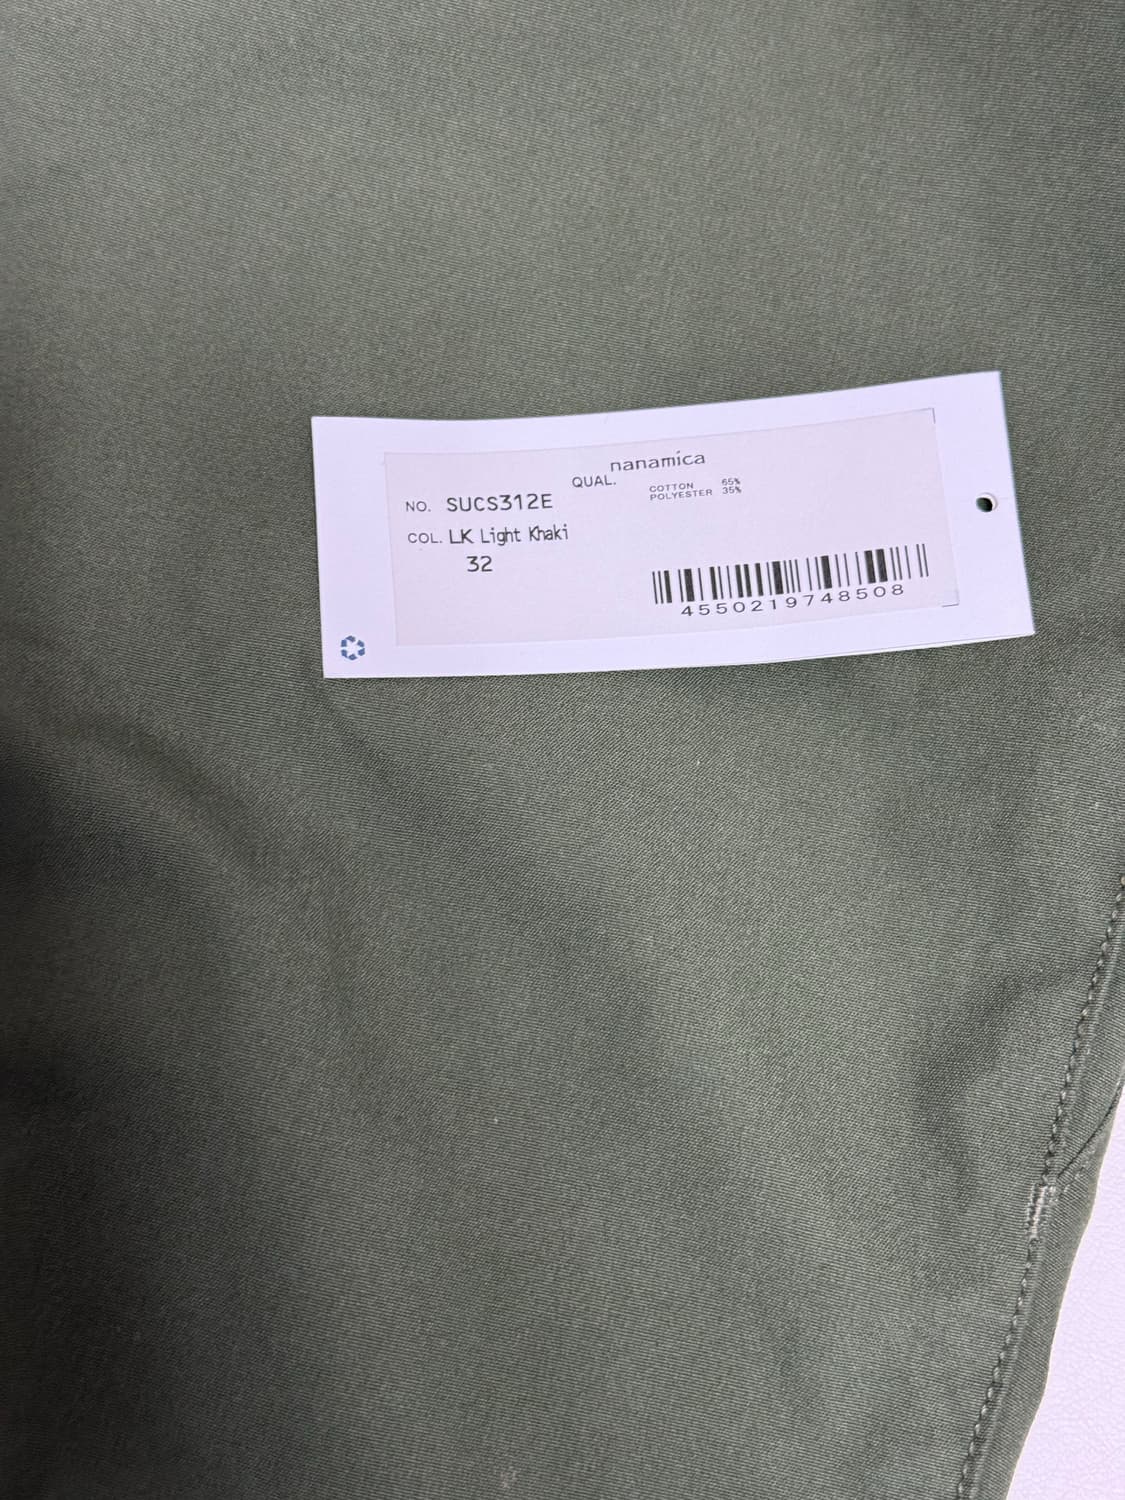 nanamica
QUAL. COTTON 65%
POLYESTER 35%
NO. SUCS312E
COL. LK Light Khaki
32
4550219748508